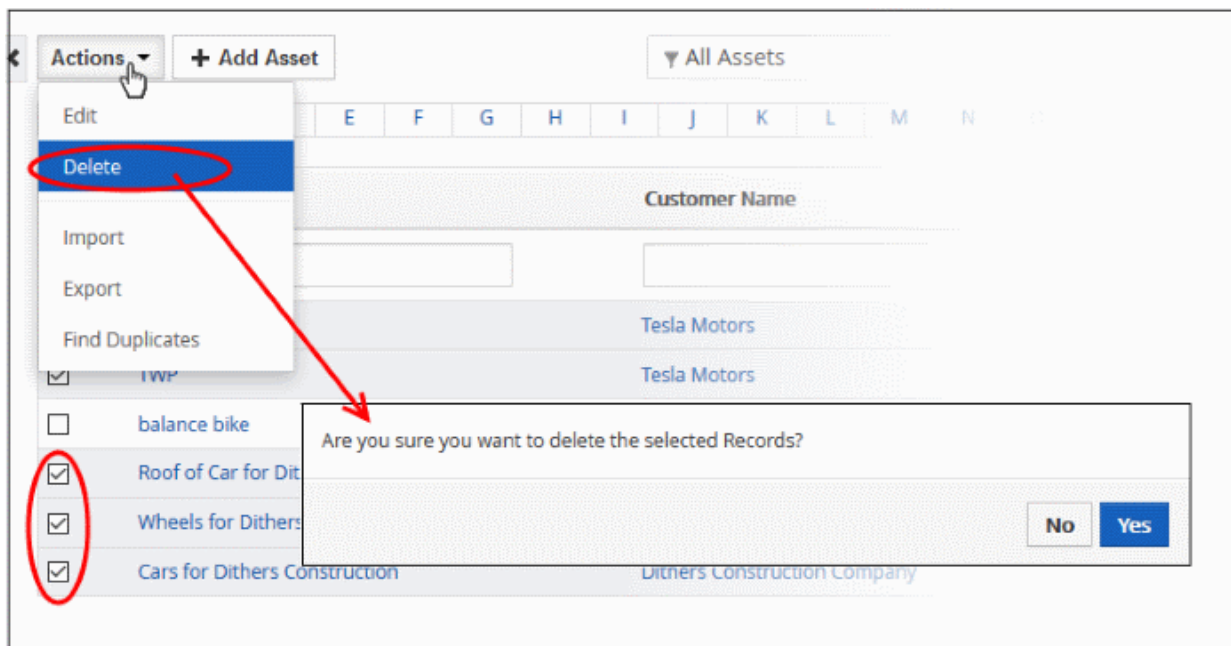 Actions + Add Asset All Assets
Edit
E F G H I J K L M N
Delete
Customer Name
Import
Export
Tesla Motors
Find Duplicates
TWP Tesla Motors
balance bike
Are you sure you want to delete the selected Records?
Roof of Car for Dit
Wheels for Dithers
No Yes
Cars for Dithers Construction Dithers Construction Company